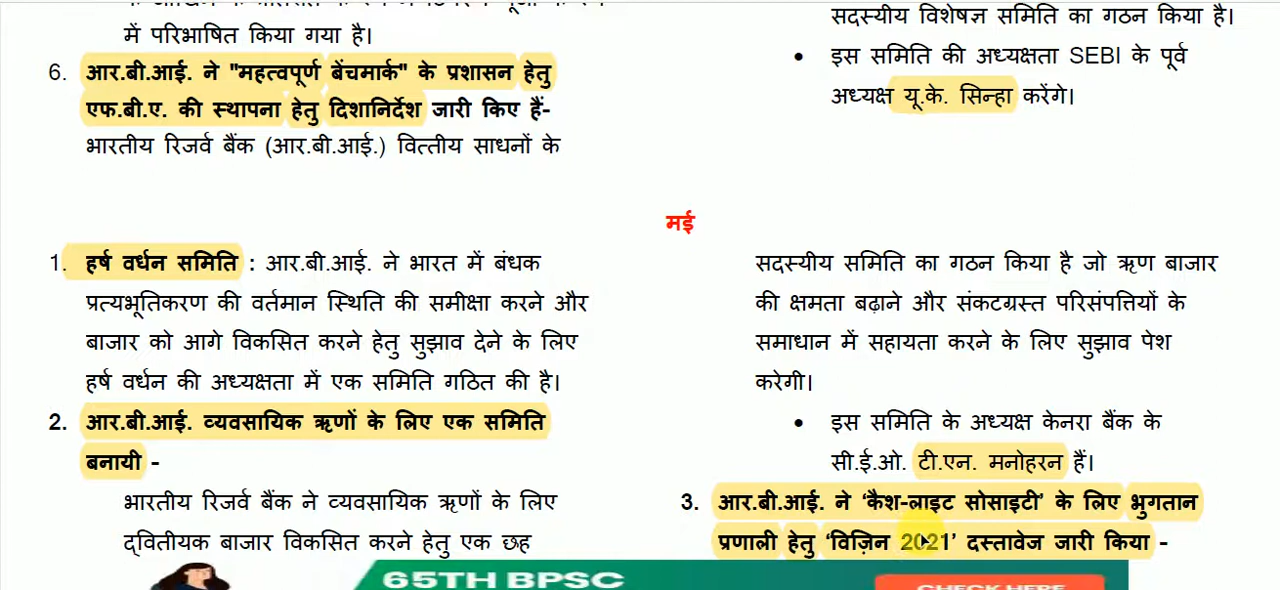 में परिभाषित किया गया है।
6. आर.बी.आई. ने "महत्वपूर्ण बेंचमार्क" के प्रशासन हेतु
एफ.बी.ए. की स्थापना हेतु दिशानिर्देश जारी किए हैं-
भारतीय रिजर्व बैंक (आर.बी.आई.) वित्तीय साधनों के
सदस्यीय विशेषज्ञ समिति का गठन किया है।
• इस समिति की अध्यक्षता SEBI के पूर्व
अध्यक्ष यू.के. सिन्हा करेंगे।
मई
1. हर्ष वर्धन समिति : आर.बी.आई. ने भारत में बंधक
प्रत्यभूतिकरण की वर्तमान स्थिति की समीक्षा करने और
बाजार को आगे विकसित करने हेतु सुझाव देने के लिए
हर्ष वर्धन की अध्यक्षता में एक समिति गठित की है।
2. आर.बी.आई. व्यवसायिक ऋणों के लिए एक समिति
बनायी -
भारतीय रिजर्व बैंक ने व्यवसायिक ऋणों के लिए
द्वितीयक बाजार विकसित करने हेतु एक छह
सदस्यीय समिति का गठन किया है जो ऋण बाजार
की क्षमता बढ़ाने और संकटग्रस्त परिसंपत्तियों के
समाधान में सहायता करने के लिए सुझाव पेश
करेगी।
• इस समिति के अध्यक्ष केनरा बैंक के
सी.ई.ओ. टी.एन. मनोहरन हैं।
3. आर.बी.आई. ने ‘कैश-लाइट सोसाइटी’ के लिए भुगतान
प्रणाली हेतु ‘विज़िन 2021’ दस्तावेज जारी किया -
65TH BPSC
CHECK HERE